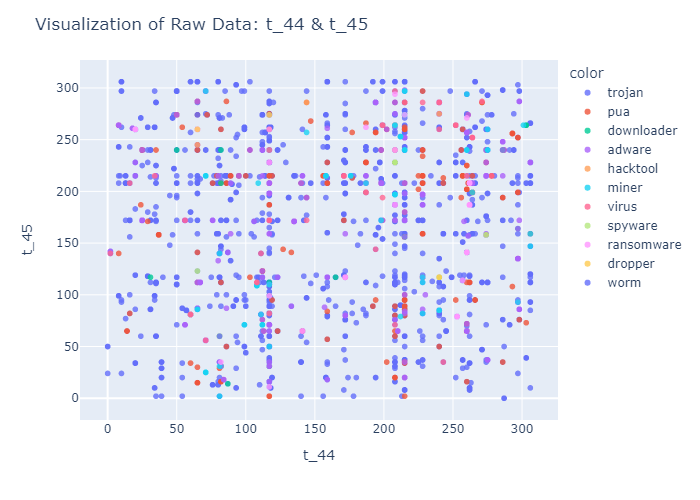 Visualization of Raw Data: t_44 & t_45
color
trojan
pua
downloader
adware
hacktool
miner
virus
spyware
ransomware
dropper
worm
t_45
300
250
200
150
100
50
0
0 50 100 150 200 250 300
t_44